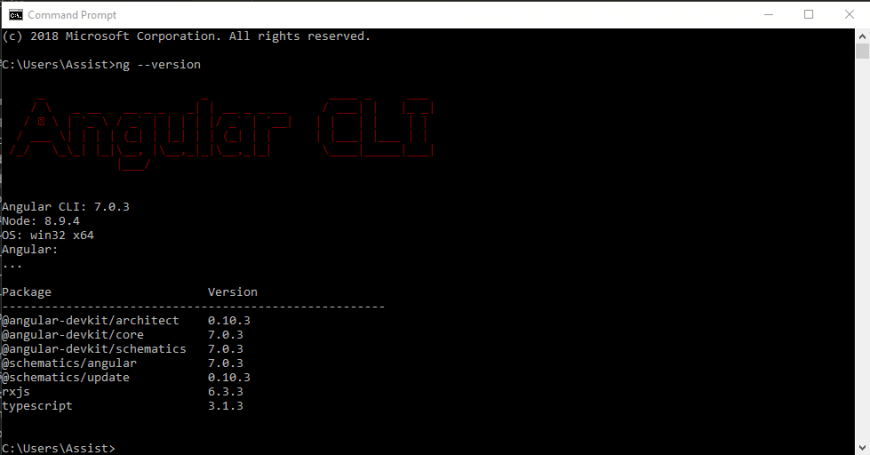 Command Prompt
(c) 2018 Microsoft Corporation. All rights reserved.
C:\Users\Assist>ng --version
Angular CLI
Angular CLI: 7.0.3
Node: 8.9.4
OS: win32 x64
Angular:
...
Package Version
------------------------------------------------------
@angular-devkit/architect 0.10.3
@angular-devkit/core 7.0.3
@angular-devkit/schematics 7.0.3
@schematics/angular 7.0.3
@schematics/update 0.10.3
rxjs 6.3.3
typescript 3.1.3
C:\Users\Assist>